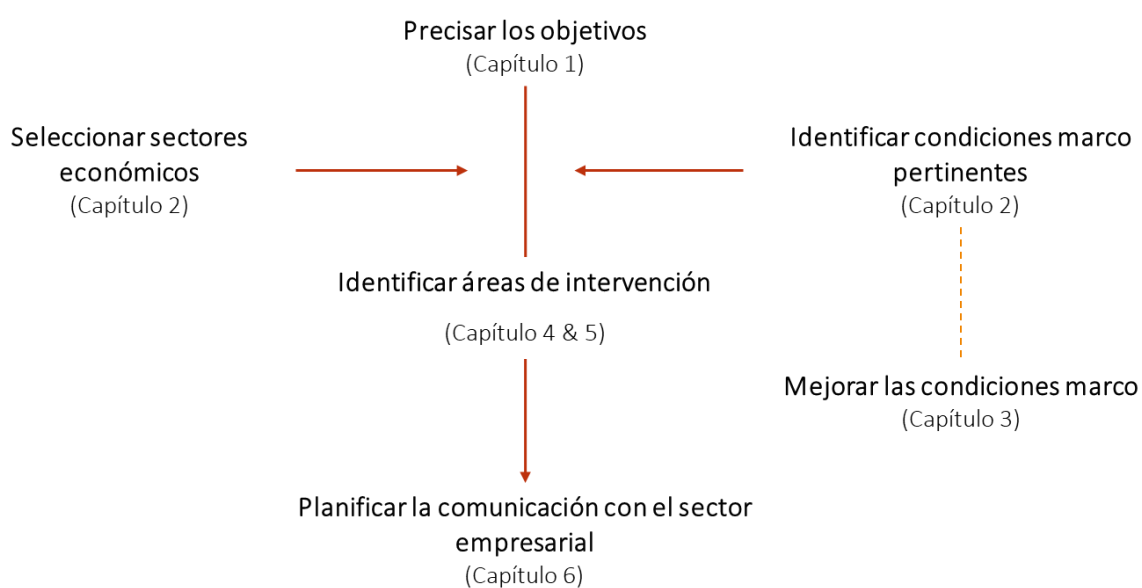 Precisar los objetivos
(Capítulo 1)
Seleccionar sectores
económicos
(Capítulo 2)
Identificar condiciones marco
pertinentes
(Capítulo 2)
Identificar áreas de intervención
(Capítulo 4 & 5)
Mejorar las condiciones marco
(Capítulo 3)
Planificar la comunicación con el sector
empresarial
(Capítulo 6)